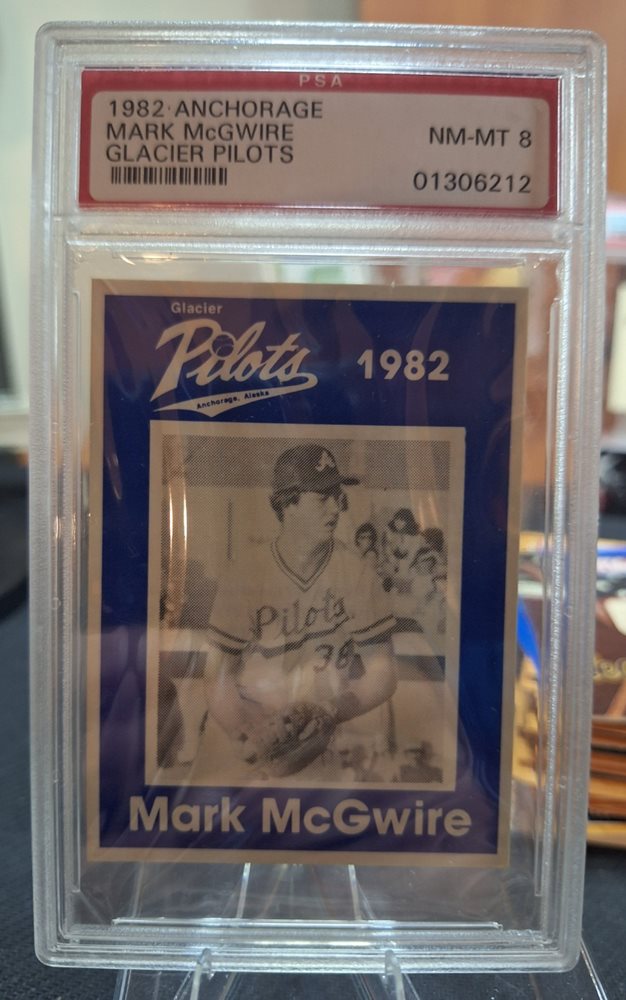 PSA
1982 ANCHORAGE
MARK McGWIRE NM-MT 8
GLACIER PILOTS
01306212
Glacier
Pilots 1982
Anchorage, Alaska
A
Pilots
38
Mark McGwire